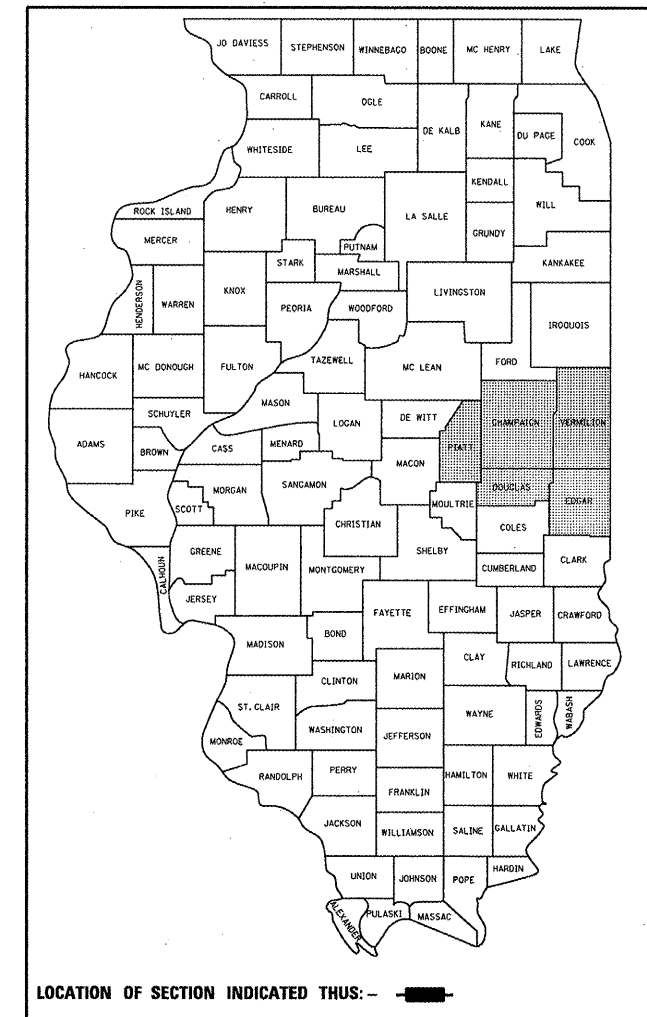 JO DAVIESS STEPHENSON WINNEBAGO BOONE MC HENRY LAKE
CARROLL OGLE DE KALB KANE DU PAGE COOK
WHITESIDE LEE
KENDALL WILL
ROCK ISLAND HENRY BUREAU LA SALLE GRUNDY
MERCER PUTNAM
STARK MARSHALL KANKAKEE
HENDERSON WARREN KNOX PEORIA WOODFORD LIVINGSTON IROQUOIS
HANCOCK MC DONOUGH FULTON TAZEWELL MC LEAN FORD
MASON
SCHUYLER LOGAN DE WITT CHAMPAIGN VERMILION
ADAMS BROWN CASS MENARD MACON PIATT
PIKE SCOTT MORGAN SANGAMON MOULTRIE DOUGLAS EDGAR
CHRISTIAN COLES
CALHOUN GREENE MACOUPIN MONTGOMERY SHELBY CUMBERLAND CLARK
JERSEY FAYETTE EFFINGHAM JASPER CRAWFORD
MADISON BOND
CLINTON MARION CLAY RICHLAND LAWRENCE
ST. CLAIR WAYNE EDWARDS WABASH
MONROE WASHINGTON JEFFERSON
RANDOLPH PERRY FRANKLIN HAMILTON WHITE
JACKSON WILLIAMSON SALINE GALLATIN
UNION JOHNSON POPE HARDIN
ALEXANDER PULASKI MASSAC
LOCATION OF SECTION INDICATED THUS: –